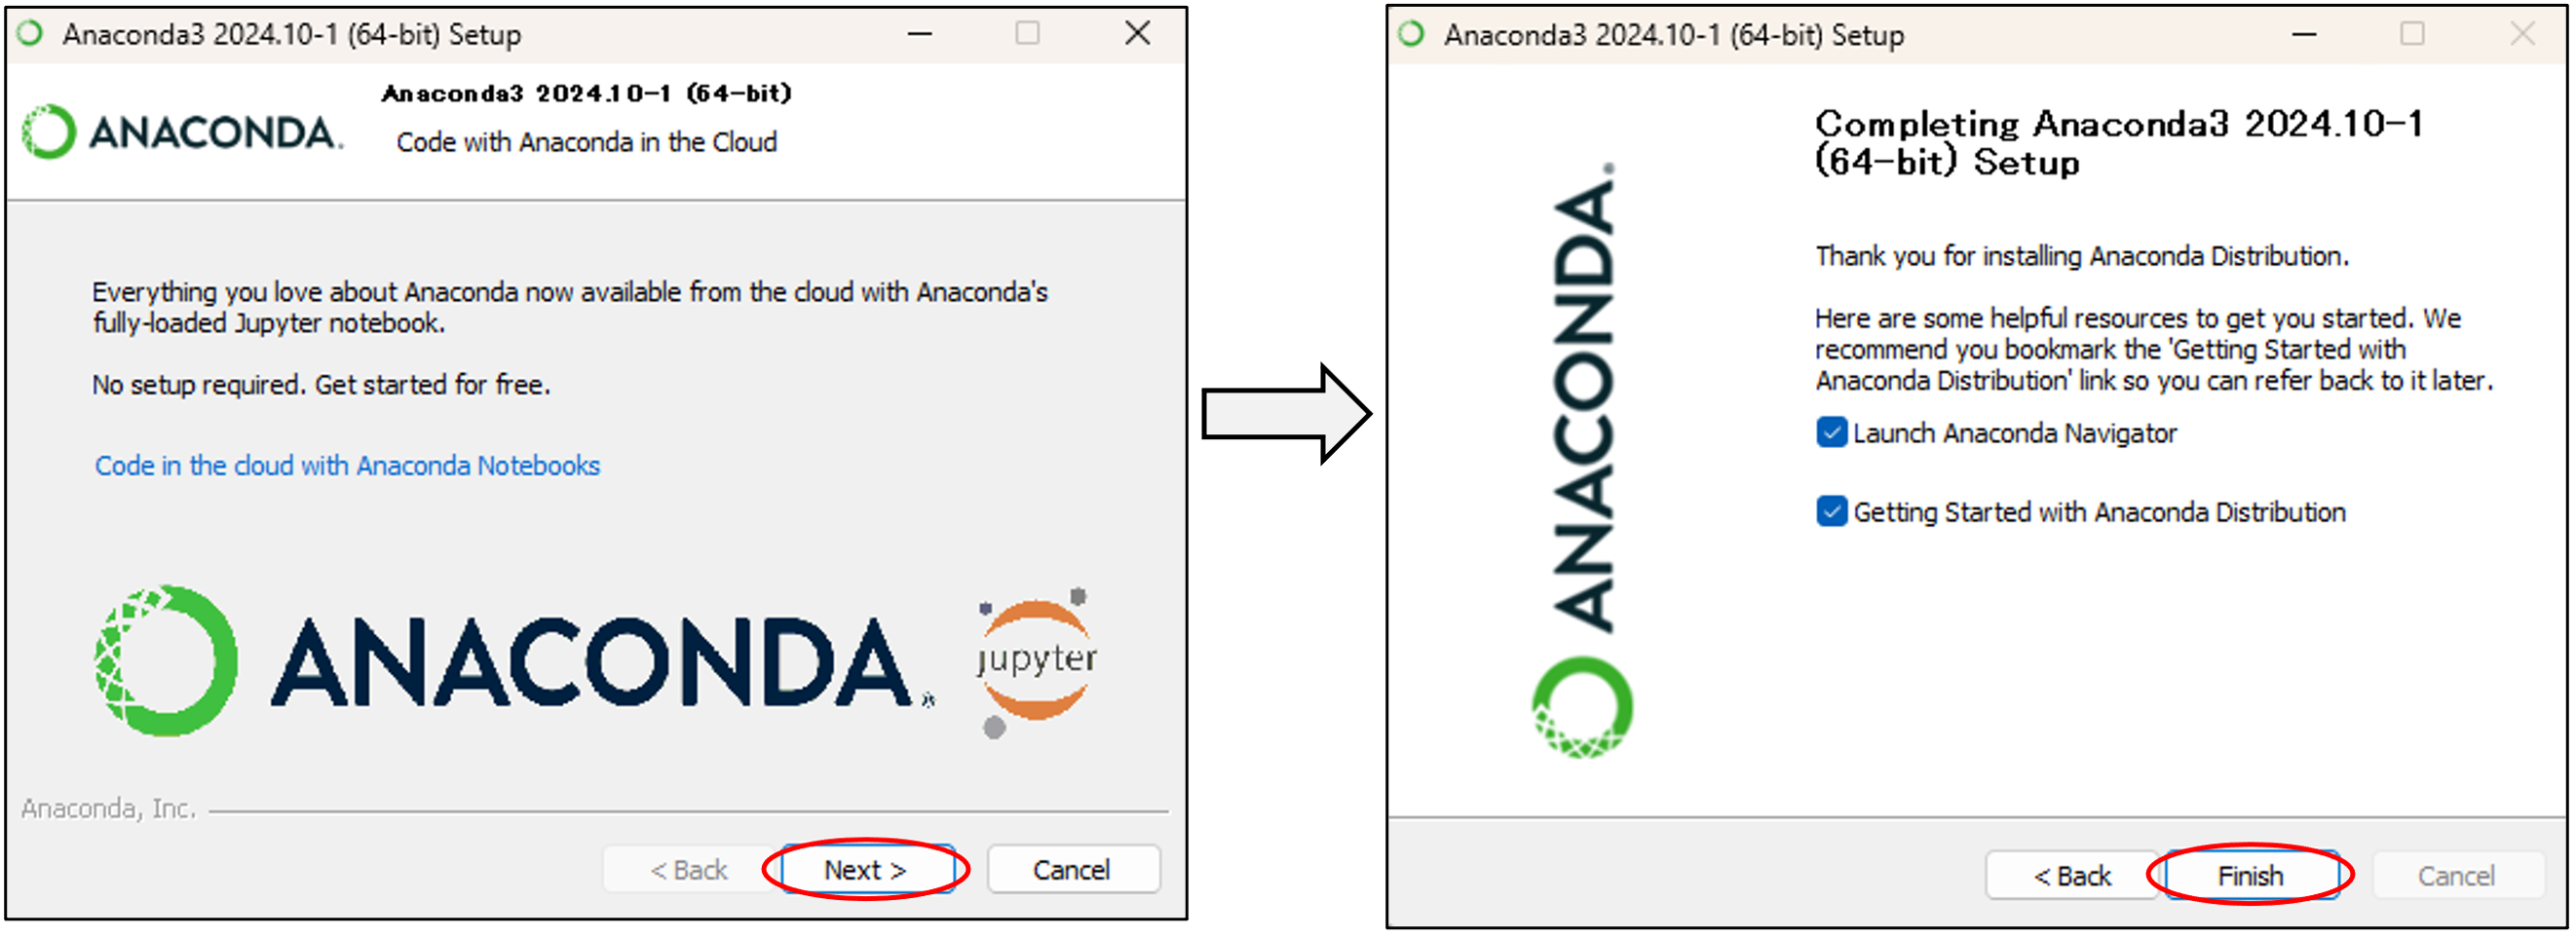 Anaconda3 2024.10-1 (64-bit) Setup
Anaconda3 2024.10-1 (64-bit)
ANACONDA.
Code with Anaconda in the Cloud
Everything you love about Anaconda now available from the cloud with Anaconda's
fully-loaded Jupyter notebook.
No setup required. Get started for free.
Code in the cloud with Anaconda Notebooks
ANACONDA.®
jupyter
Anaconda, Inc.
< Back
Next >
Cancel
Anaconda3 2024.10-1 (64-bit) Setup
ANACONDA.
Completing Anaconda3 2024.10-1
(64-bit) Setup
Thank you for installing Anaconda Distribution.
Here are some helpful resources to get you started. We
recommend you bookmark the 'Getting Started with
Anaconda Distribution' link so you can refer back to it later.
Launch Anaconda Navigator
Getting Started with Anaconda Distribution
< Back
Finish
Cancel